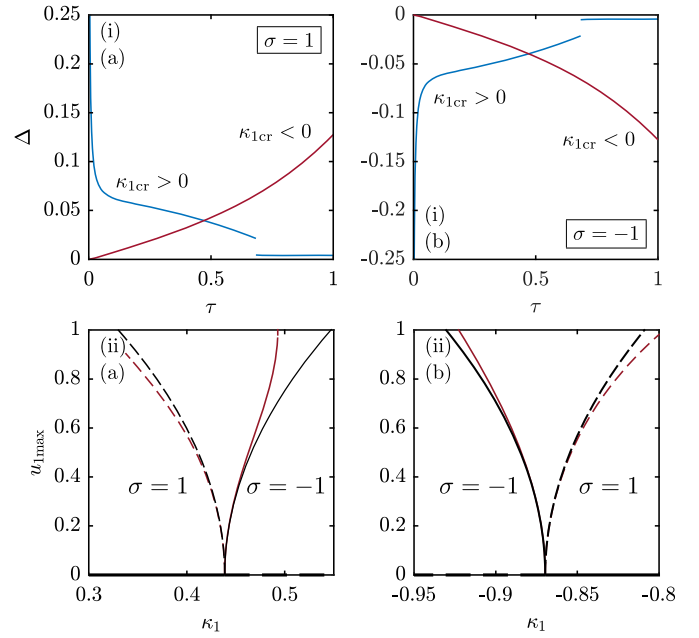 (i)
(a)
σ = 1
κ1cr < 0
κ1cr > 0
Δ
0.25
0.2
0.15
0.1
0.05
0
0 0.5 1
τ
0
-0.05
-0.1
-0.15
-0.2
-0.25
κ1cr > 0
κ1cr < 0
(i)
(b)
σ = −1
0 0.5 1
τ
(ii)
(a)
u1max
1
0.8
0.6
0.4
0.2
0
σ = 1
σ = −1
0.3 0.4 0.5
κ1
(ii)
(b)
1
0.8
0.6
0.4
0.2
0
σ = −1
σ = 1
-0.95 -0.9 -0.85 -0.8
κ1